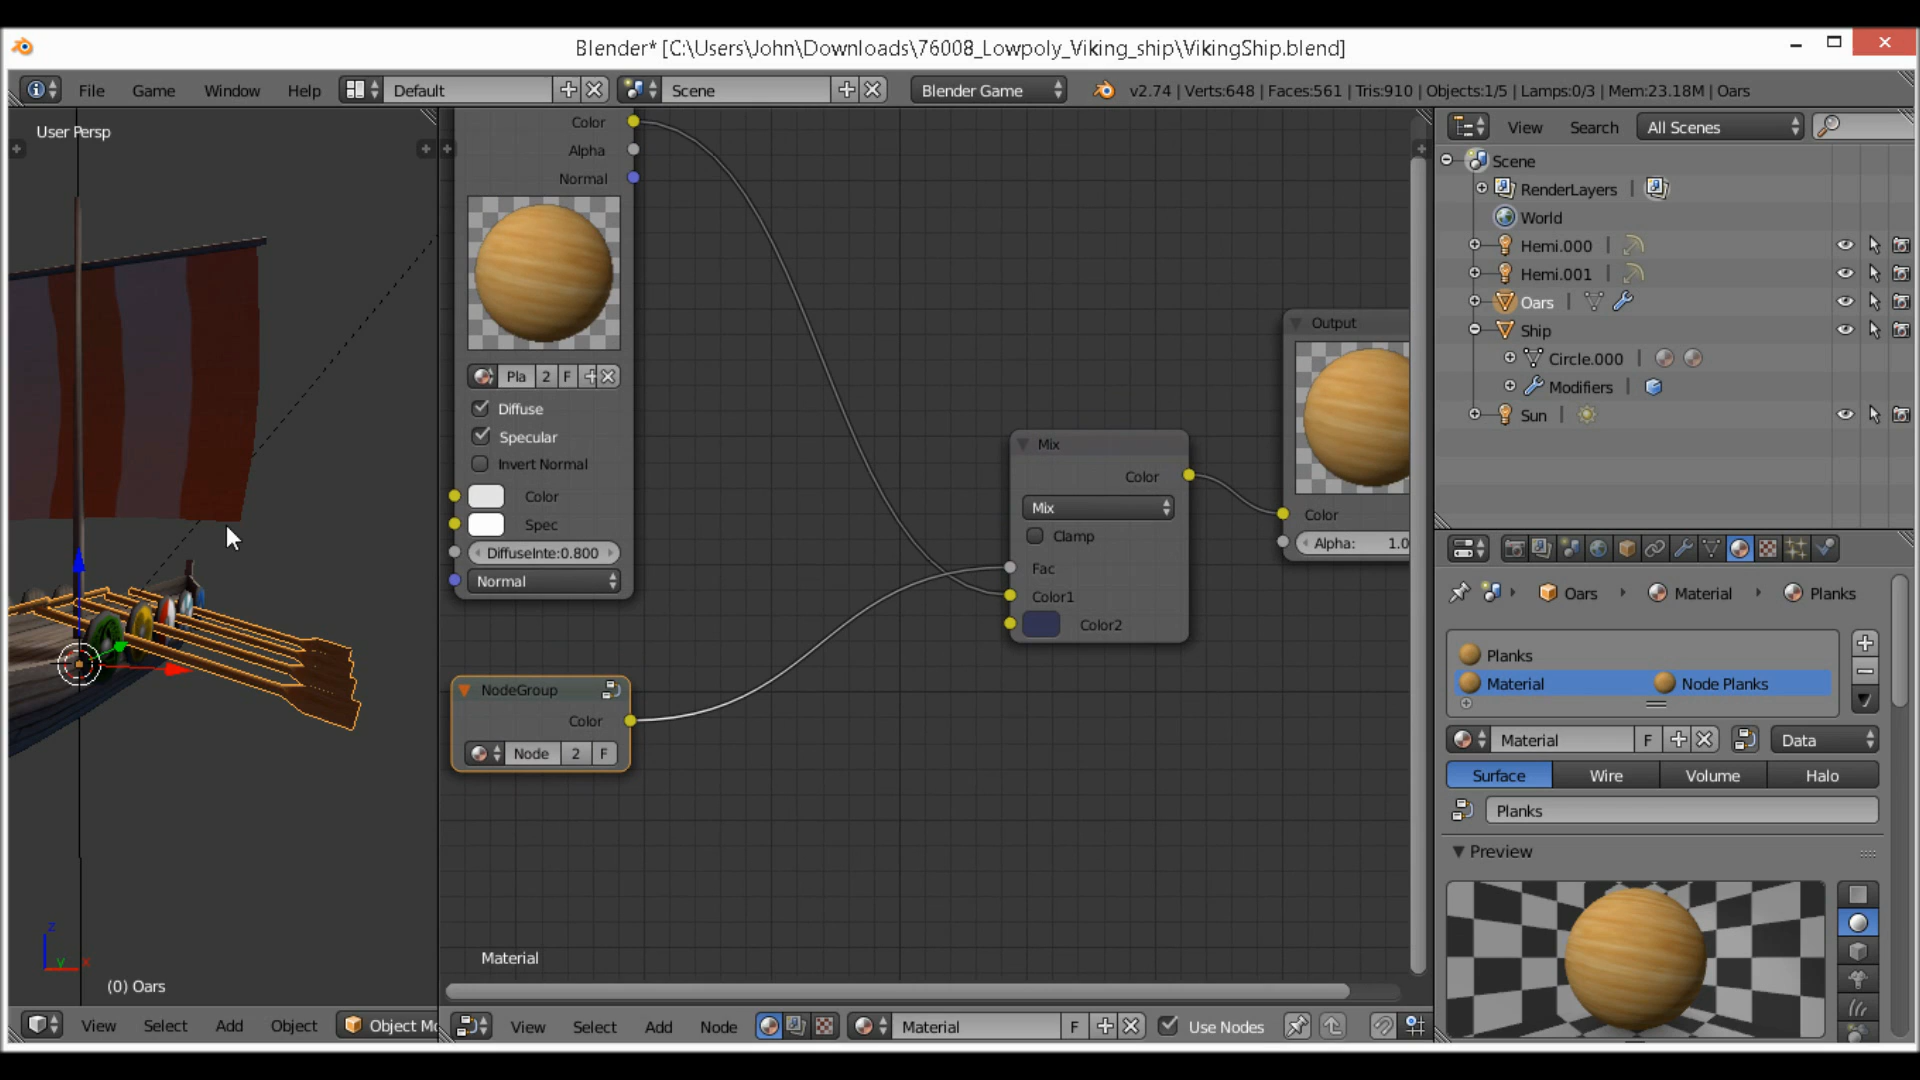 Blender* [C:\Users\John\Downloads\76008_Lowpoly_Viking_ship\VikingShip.blend]
File Game Window Help Default Scene Blender Game v2.74 | Verts:648 | Faces:561 | Tris:910 | Objects:1/5 | Lamps:0/3 | Mem:23.18M | Oars
User Persp
Color
Alpha
Normal
Pla 2 F
Diffuse
Specular
Invert Normal
Color
Spec
DiffuseInte:0.800
Normal
NodeGroup
Color
Node 2 F
Mix
Color
Mix
Clamp
Fac
Color1
Color2
Output
Color
Alpha: 1.0
Material
View Search All Scenes
Scene
RenderLayers |
World
Hemi.000 |
Hemi.001 |
Oars |
Ship
Circle.000 |
Modifiers |
Sun |
Oars Material Planks
Planks
Material Node Planks
Material F Data
Surface Wire Volume Halo
Planks
Preview
z
y x
(0) Oars
View Select Add Object Object Mo
View Select Add Node Material F Use Nodes